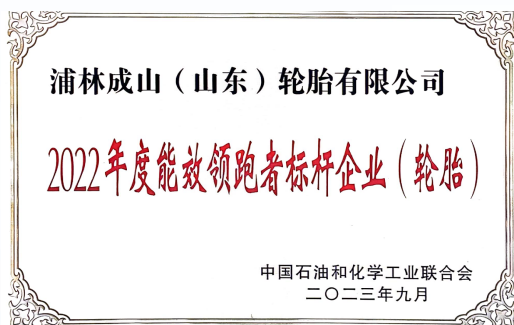 浦林成山（山东）轮胎有限公司
2022年度能效领跑者标杆企业（轮胎）
中国石油和化学工业联合会
二〇二三年九月